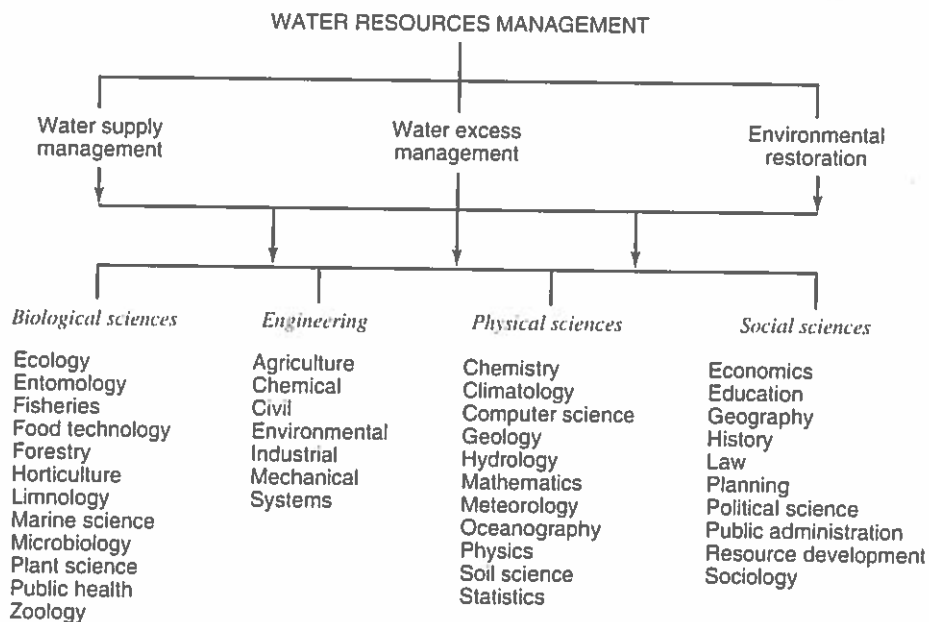 WATER RESOURCES MANAGEMENT
Water supply
management
Water excess
management
Environmental
restoration
Biological sciences
Ecology
Entomology
Fisheries
Food technology
Forestry
Horticulture
Limnology
Marine science
Microbiology
Plant science
Public health
Zoology
Engineering
Agriculture
Chemical
Civil
Environmental
Industrial
Mechanical
Systems
Physical sciences
Chemistry
Climatology
Computer science
Geology
Hydrology
Mathematics
Meteorology
Oceanography
Physics
Soil science
Statistics
Social sciences
Economics
Education
Geography
History
Law
Planning
Political science
Public administration
Resource development
Sociology